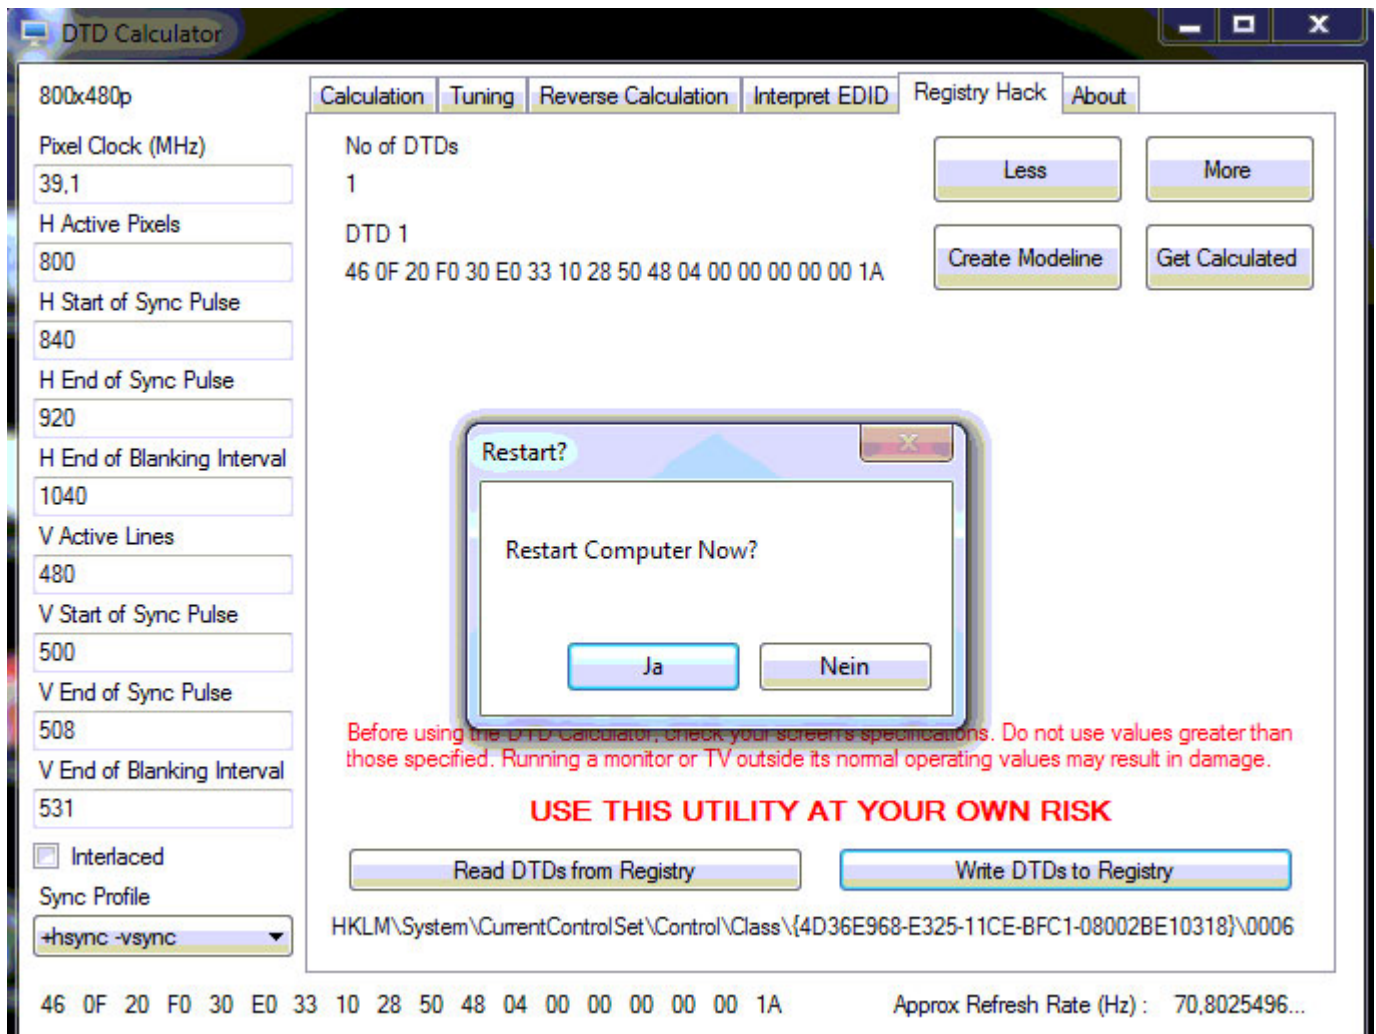 DTD Calculator
800x480p
Calculation Tuning Reverse Calculation Interpret EDID Registry Hack About
Pixel Clock (MHz)
39,1
H Active Pixels
800
H Start of Sync Pulse
840
H End of Sync Pulse
920
H End of Blanking Interval
1040
V Active Lines
480
V Start of Sync Pulse
500
V End of Sync Pulse
508
V End of Blanking Interval
531
Interlaced
Sync Profile
+hsync -vsync
No of DTDs
1
Less More
DTD 1
46 0F 20 F0 30 E0 33 10 28 50 48 04 00 00 00 00 00 1A
Create Modeline Get Calculated
Restart?
Restart Computer Now?
Ja Nein
Before using the DTD Calculator, check your screen's specifications. Do not use values greater than
those specified. Running a monitor or TV outside its normal operating values may result in damage.
USE THIS UTILITY AT YOUR OWN RISK
Read DTDs from Registry Write DTDs to Registry
HKLM\System\CurrentControlSet\Control\Class\{4D36E968-E325-11CE-BFC1-08002BE10318}\0006
46 0F 20 F0 30 E0 33 10 28 50 48 04 00 00 00 00 00 1A Approx Refresh Rate (Hz) : 70,8025496...